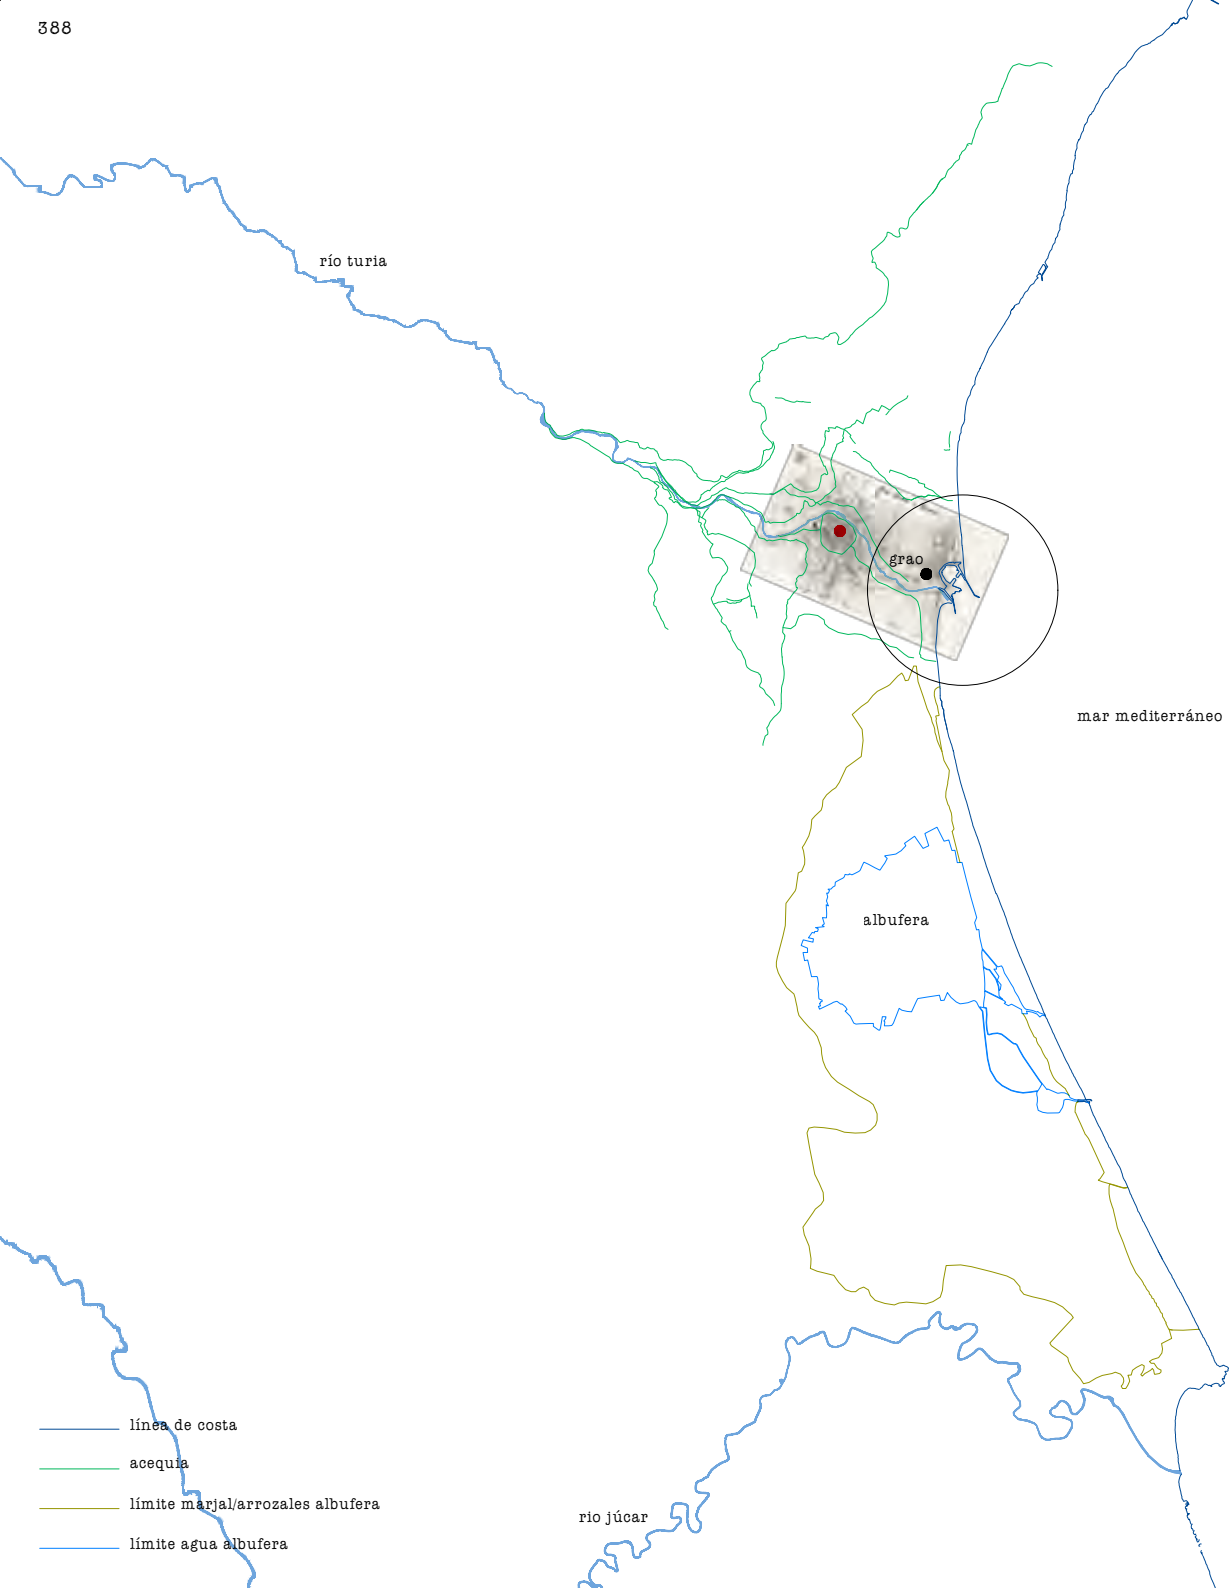 388
río turia
grao
mar mediterráneo
albufera
línea de costa
acequia
límite marjal/arrozales albufera
río júcar
límite agua albufera